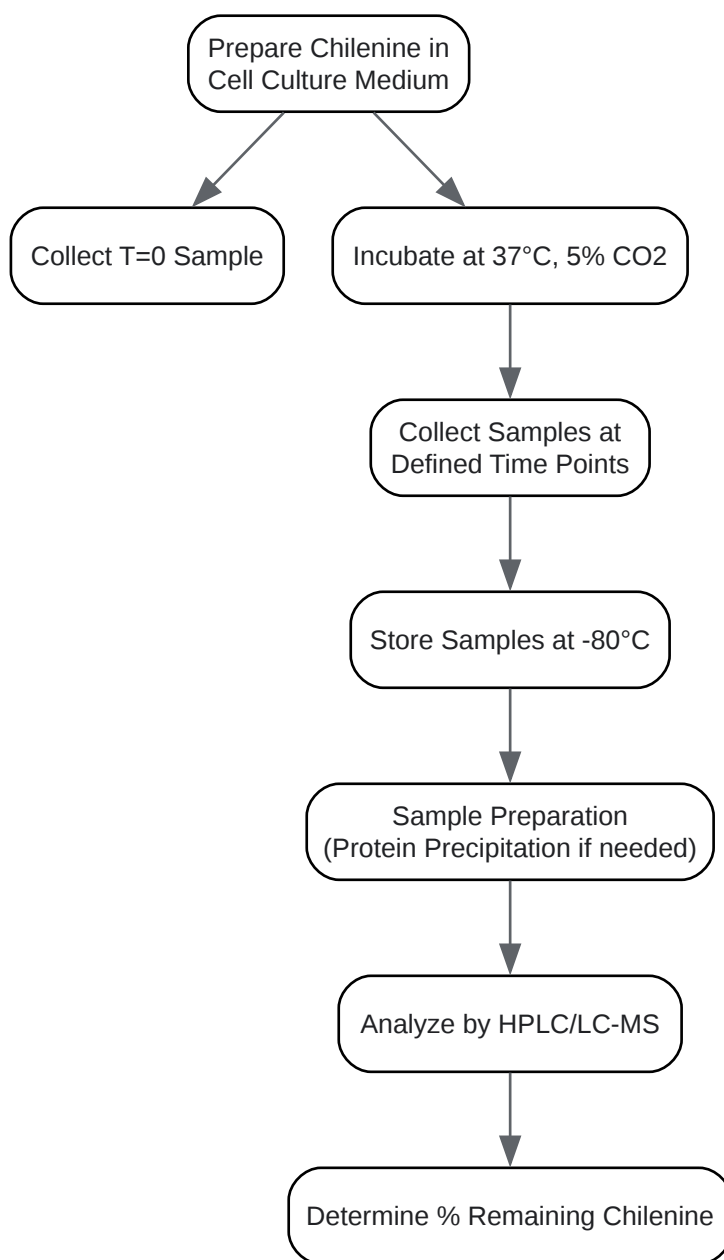 Prepare Chilenine in
Cell Culture Medium
Collect T=0 Sample
Incubate at 37°C, 5% CO2
Collect Samples at
Defined Time Points
Store Samples at -80°C
Sample Preparation
(Protein Precipitation if needed)
Analyze by HPLC/LC-MS
Determine % Remaining Chilenine